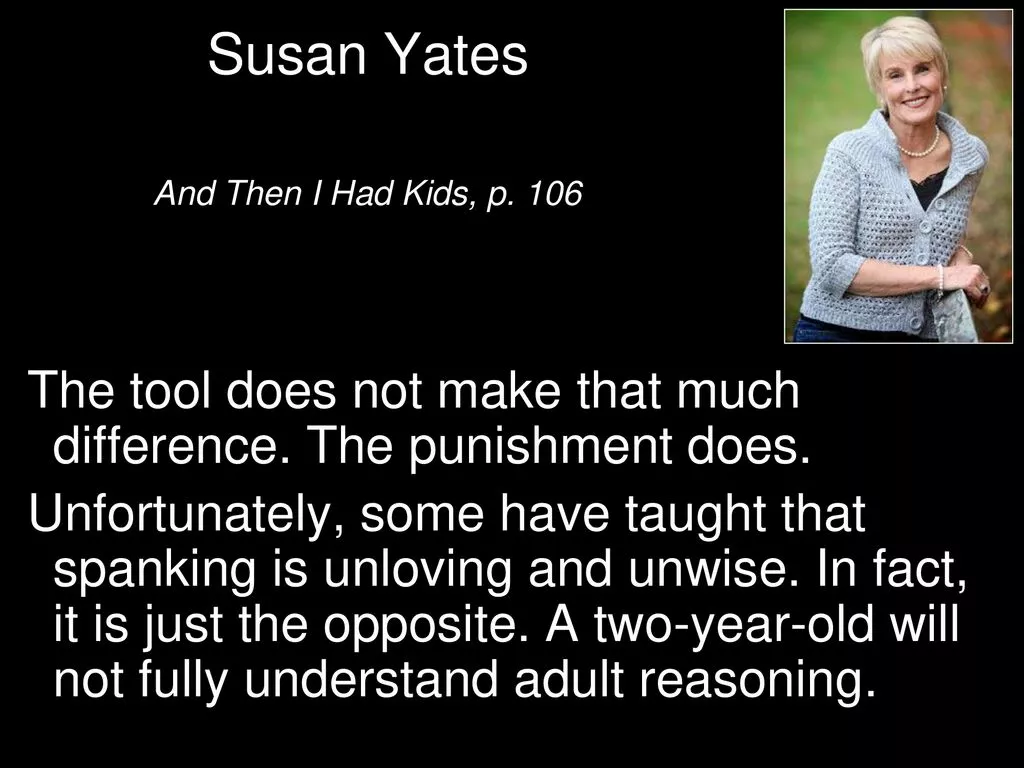 Susan Yates
And Then I Had Kids, p. 106
The tool does not make that much
difference. The punishment does.
Unfortunately, some have taught that
spanking is unloving and unwise. In fact,
it is just the opposite. A two-year-old will
not fully understand adult reasoning.